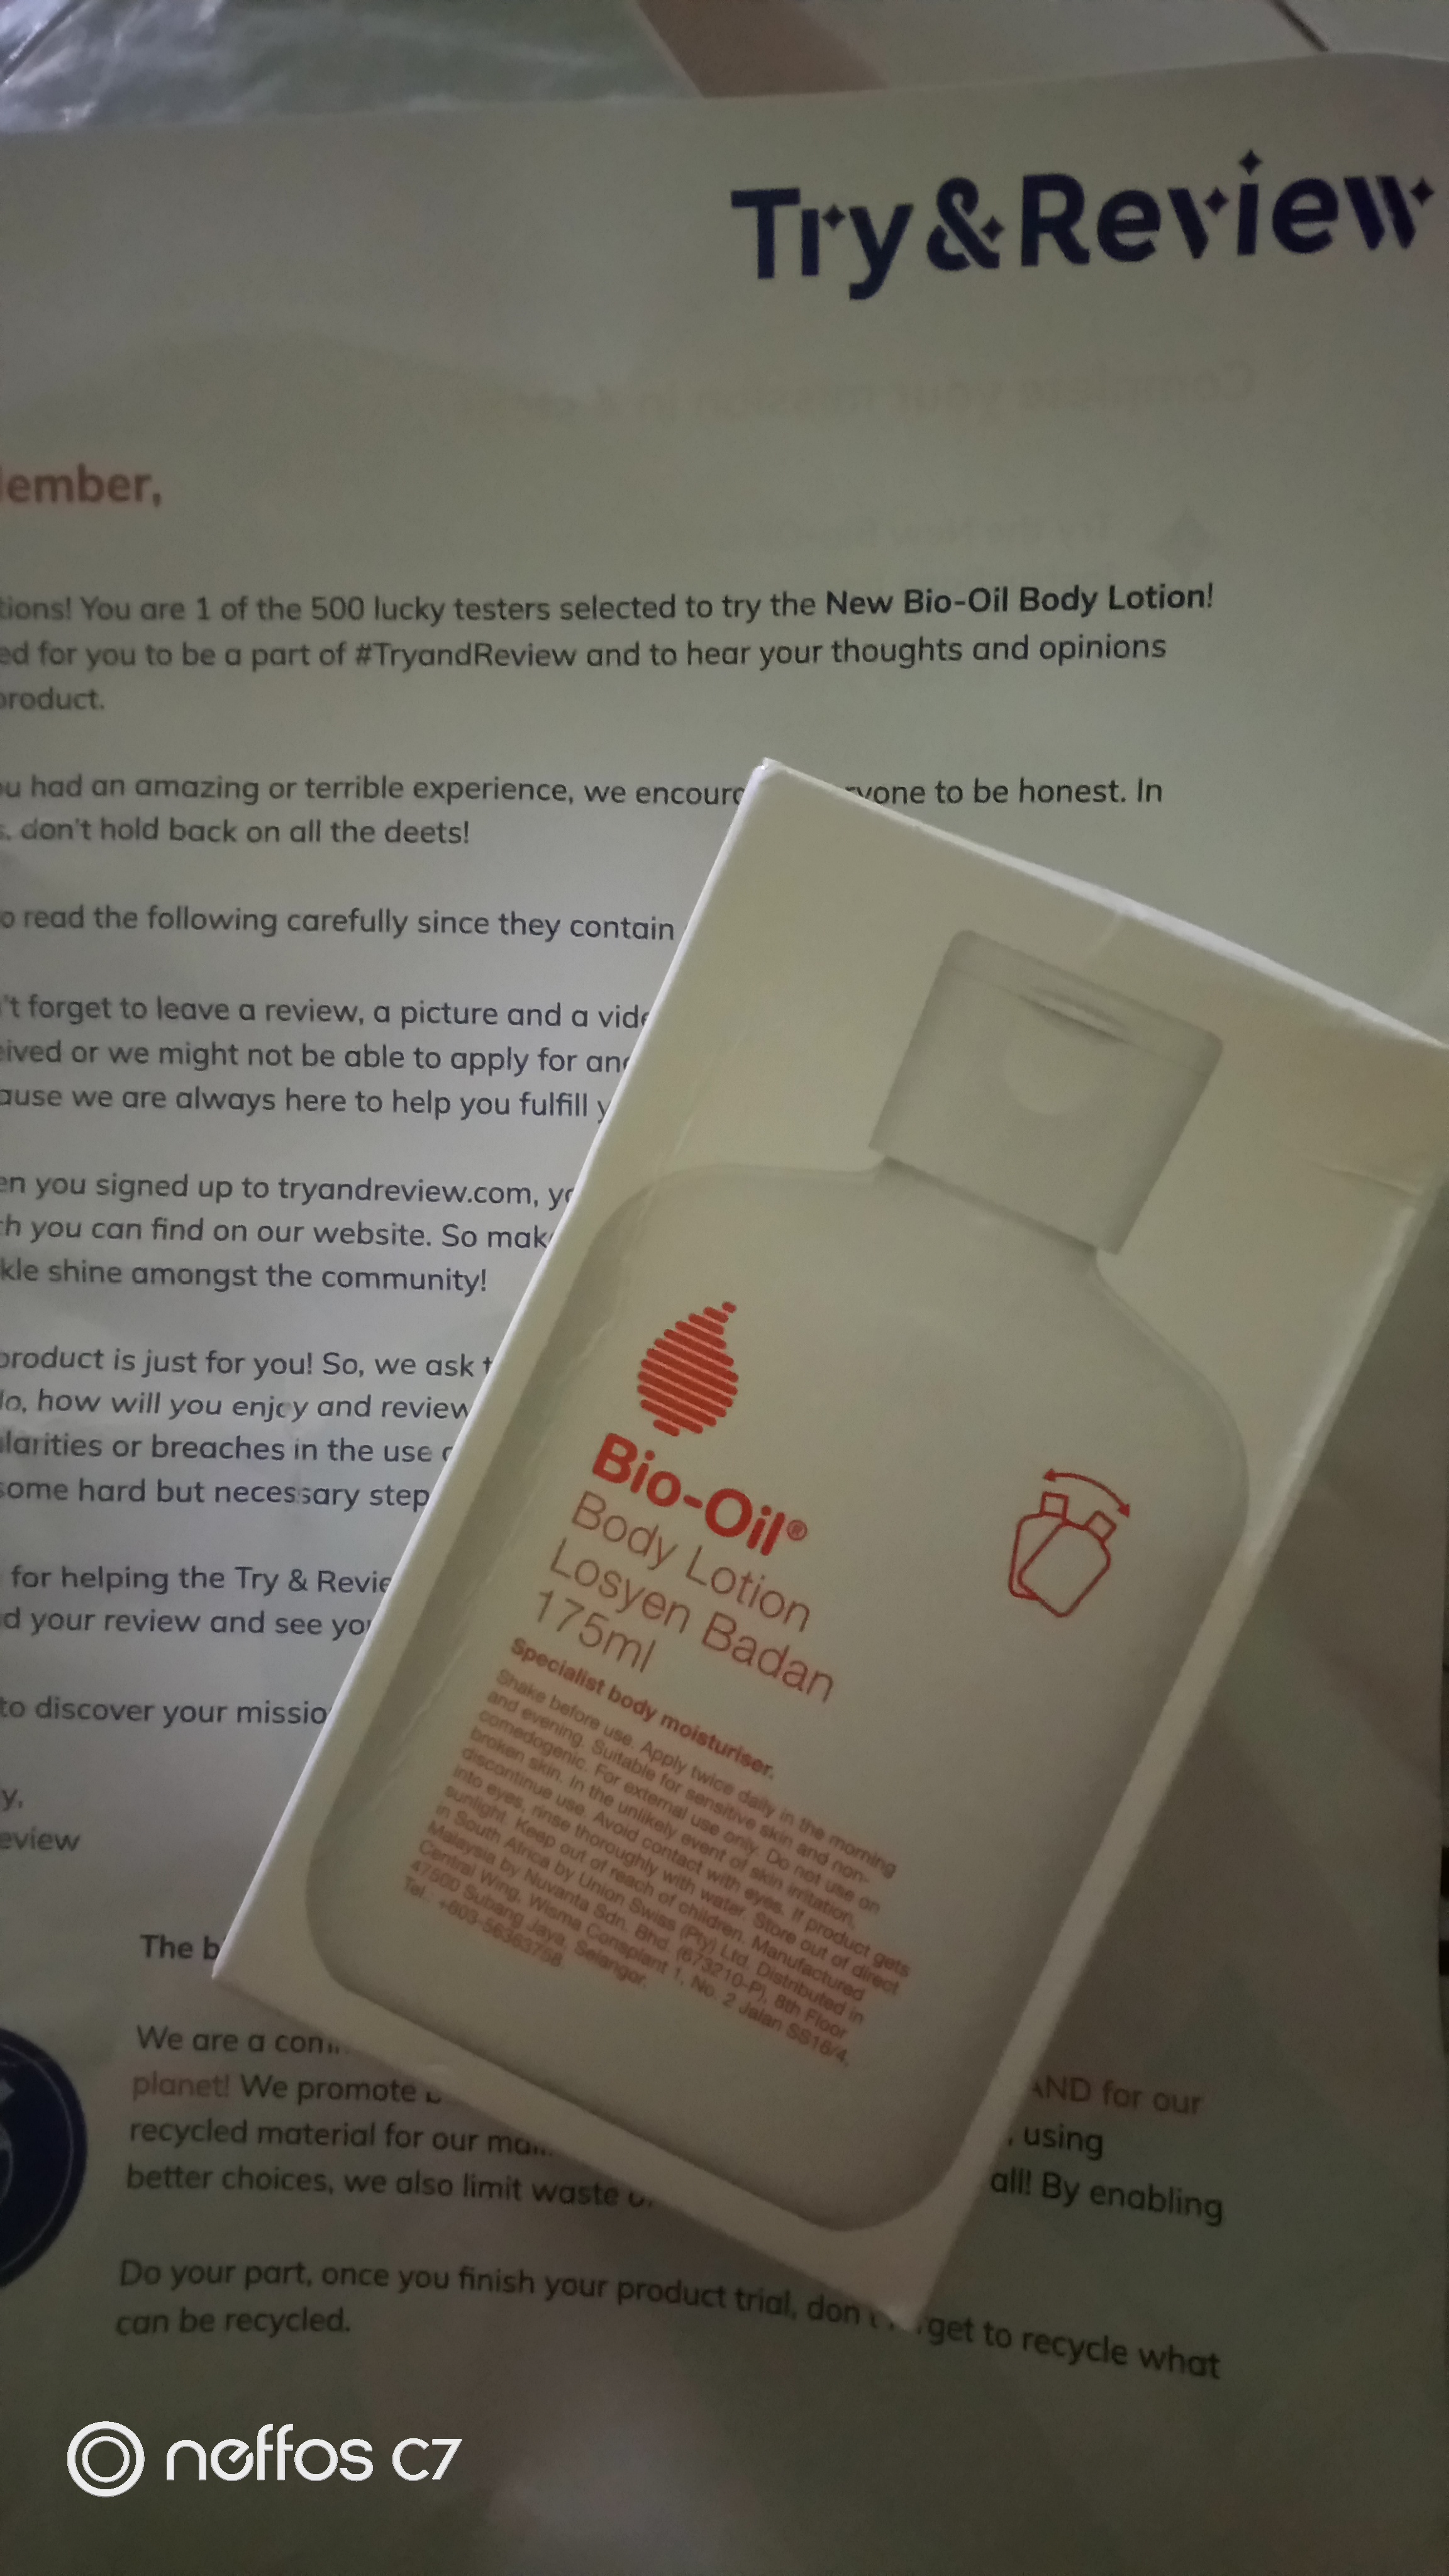 Try&Review
ember,
tions! You are 1 of the 500 lucky testers selected to try the New Bio-Oil Body Lotion!
ed for you to be a part of #TryandReview and to hear your thoughts and opinions
product.
u had an amazing or terrible experience, we encour yone to be honest. In
s, don't hold back on all the deets!
o read the following carefully since they contain
't forget to leave a review, a picture and a vide
eived or we might not be able to apply for an
ause we are always here to help you fulfill y
en you signed up to tryandreview.com, yo
ch you can find on our website. So mak
kle shine amongst the community!
product is just for you! So, we ask t
lo, how will you enjoy and review
ularities or breaches in the use
some hard but necessary step
for helping the Try & Revie
d your review and see yo
to discover your missio
y,
eview
The b
We are a com
planet! We promote AND for our
recycled material for our ma , using
better choices, we also limit waste all! By enabling
Do your part, once you finish your product trial, don't get to recycle what
can be recycled.
Bio-Oil®
Body Lotion
Losyen Badan
175ml
Specialist body moisturiser.
Shake before use. Apply twice daily in the morning
and evening. Suitable for sensitive skin and non-
comedogenic. For external use only. Do not use on
broken skin. In the unlikely event of skin irritation,
discontinue use. Avoid contact with eyes. If product gets
into eyes, rinse thoroughly with water. Store out of direct
sunlight. Keep out of reach of children. Manufactured
in South Africa by Union Swiss (Pty) Ltd. Distributed in
Malaysia by Nuvanta Sdn. Bhd. (673210-P), 8th Floor
Central Wing, Wisma Consplant 1, No. 2 Jalan SS16/4,
47500 Subang Jaya, Selangor.
Tel : +603-56363758.
neffos C7